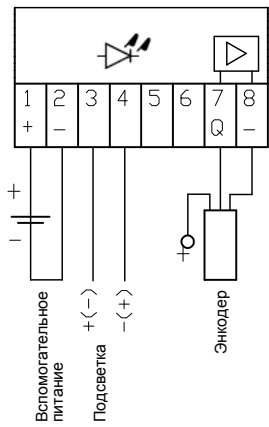 1 2 3 4 5 6 7 8
+ − Q −
+
−
+
+(−)
−(+)
Вспомогательное
питание
Подсветка
Энкодер